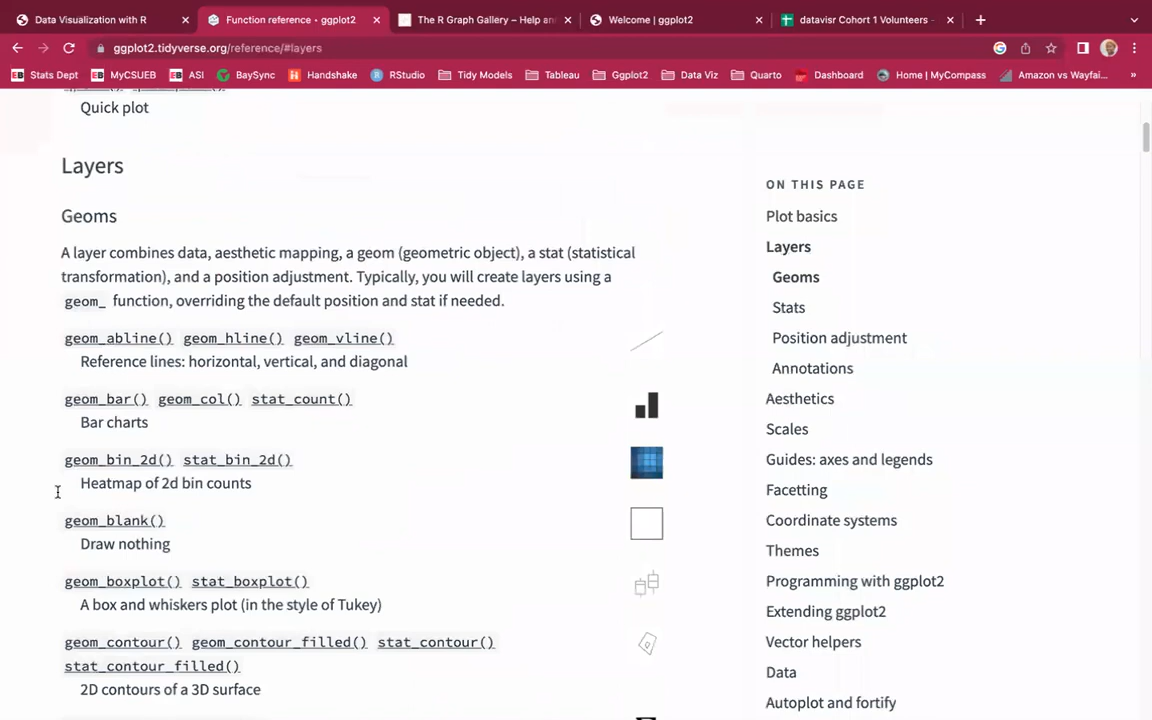 Data Visualization with R
Function reference • ggplot2
The R Graph Gallery – Help an
Welcome | ggplot2
datavisr Cohort 1 Volunteers -
ggplot2.tidyverse.org/reference/#layers
Stats Dept
MyCSUEB
ASI
BaySync
Handshake
RStudio
Tidy Models
Tableau
Ggplot2
Data Viz
Quarto
Dashboard
Home | MyCompass
Amazon vs Wayfai...
»
Quick plot
Layers
Geoms
A layer combines data, aesthetic mapping, a geom (geometric object), a stat (statistical
transformation), and a position adjustment. Typically, you will create layers using a
geom_ function, overriding the default position and stat if needed.
geom_abline() geom_hline() geom_vline()
Reference lines: horizontal, vertical, and diagonal
geom_bar() geom_col() stat_count()
Bar charts
geom_bin_2d() stat_bin_2d()
Heatmap of 2d bin counts
geom_blank()
Draw nothing
geom_boxplot() stat_boxplot()
A box and whiskers plot (in the style of Tukey)
geom_contour() geom_contour_filled() stat_contour()
stat_contour_filled()
2D contours of a 3D surface
ON THIS PAGE
Plot basics
Layers
Geoms
Stats
Position adjustment
Annotations
Aesthetics
Scales
Guides: axes and legends
Facetting
Coordinate systems
Themes
Programming with ggplot2
Extending ggplot2
Vector helpers
Data
Autoplot and fortify